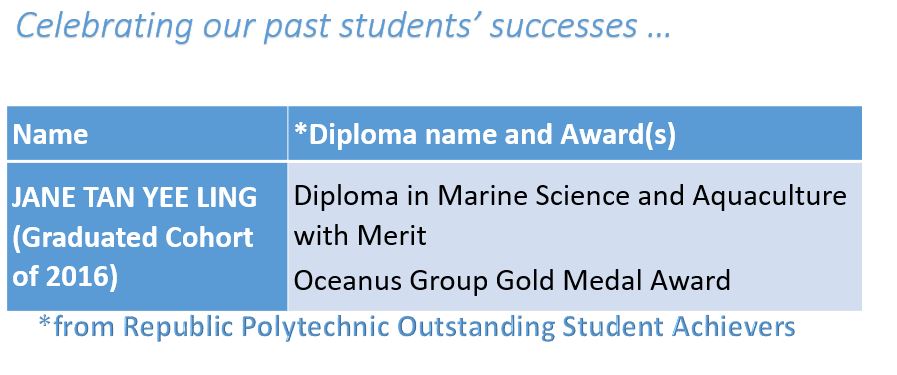 Celebrating our past students’ successes …
Name
*Diploma name and Award(s)
JANE TAN YEE LING
(Graduated Cohort
of 2016)
Diploma in Marine Science and Aquaculture
with Merit
Oceanus Group Gold Medal Award
*from Republic Polytechnic Outstanding Student Achievers